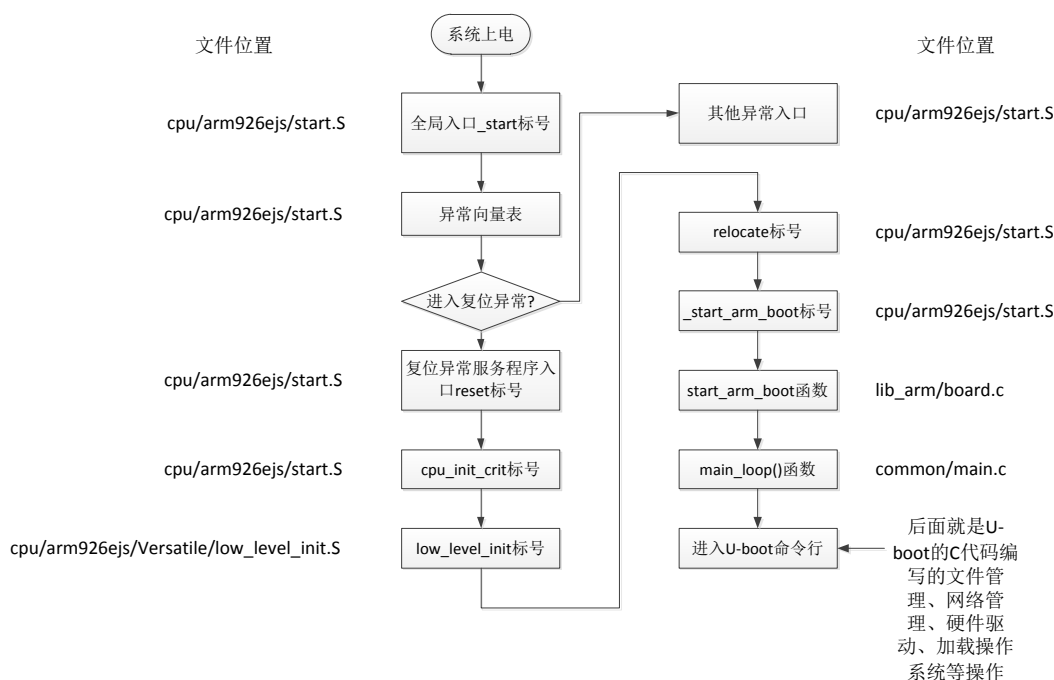 文件位置
系统上电
文件位置
cpu/arm926ejs/start.S
全局入口_start标号
其他异常入口
cpu/arm926ejs/start.S
cpu/arm926ejs/start.S
异常向量表
relocate标号
cpu/arm926ejs/start.S
进入复位异常?
_start_arm_boot标号
cpu/arm926ejs/start.S
cpu/arm926ejs/start.S
复位异常服务程序入
口reset标号
start_arm_boot函数
lib_arm/board.c
cpu/arm926ejs/start.S
cpu_init_crit标号
main_loop()函数
common/main.c
cpu/arm926ejs/Versatile/low_level_init.S
low_level_init标号
进入U-boot命令行
后面就是U-
boot的C代码编
写的文件管
理、网络管
理、硬件驱
动、加载操作
系统等操作